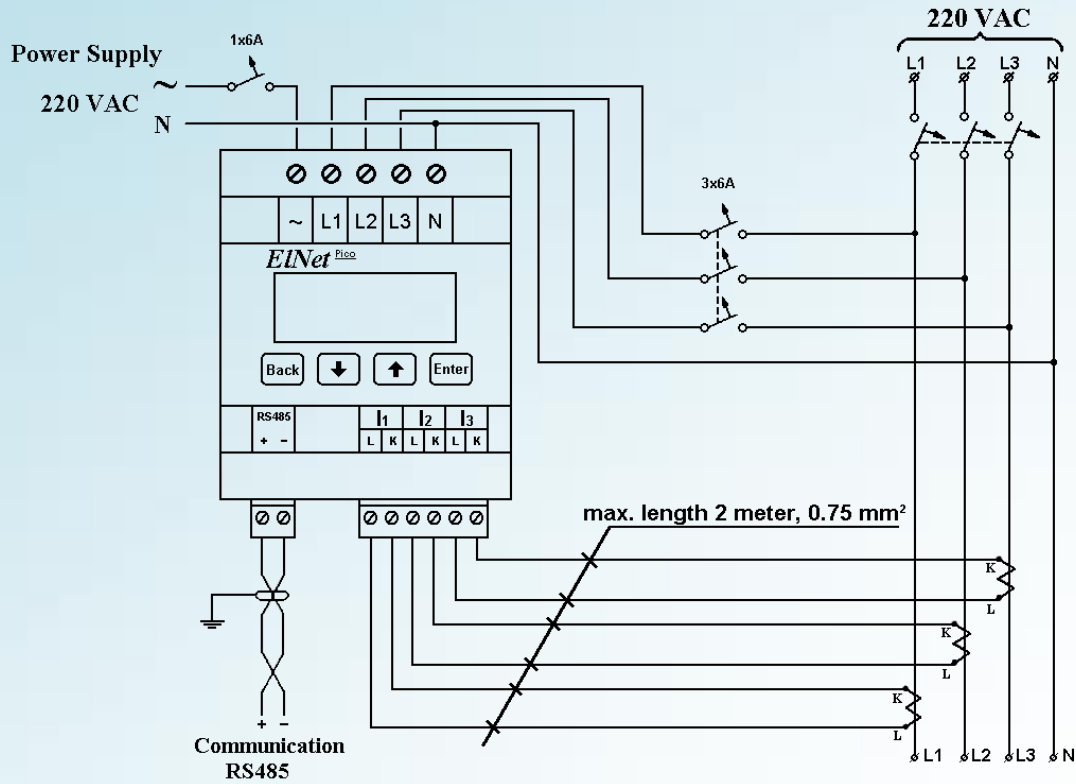 220 VAC
L1 L2 L3 N
1x6A
Power Supply
~
220 VAC
N
3x6A
~ L1 L2 L3 N
ElNet Pico
Back Enter
RS485
+ -
I1 I2 I3
L K L K L K
max. length 2 meter, 0.75 mm²
K
L
K
L
K
L
+ -
Communication
RS485
L1 L2 L3 N